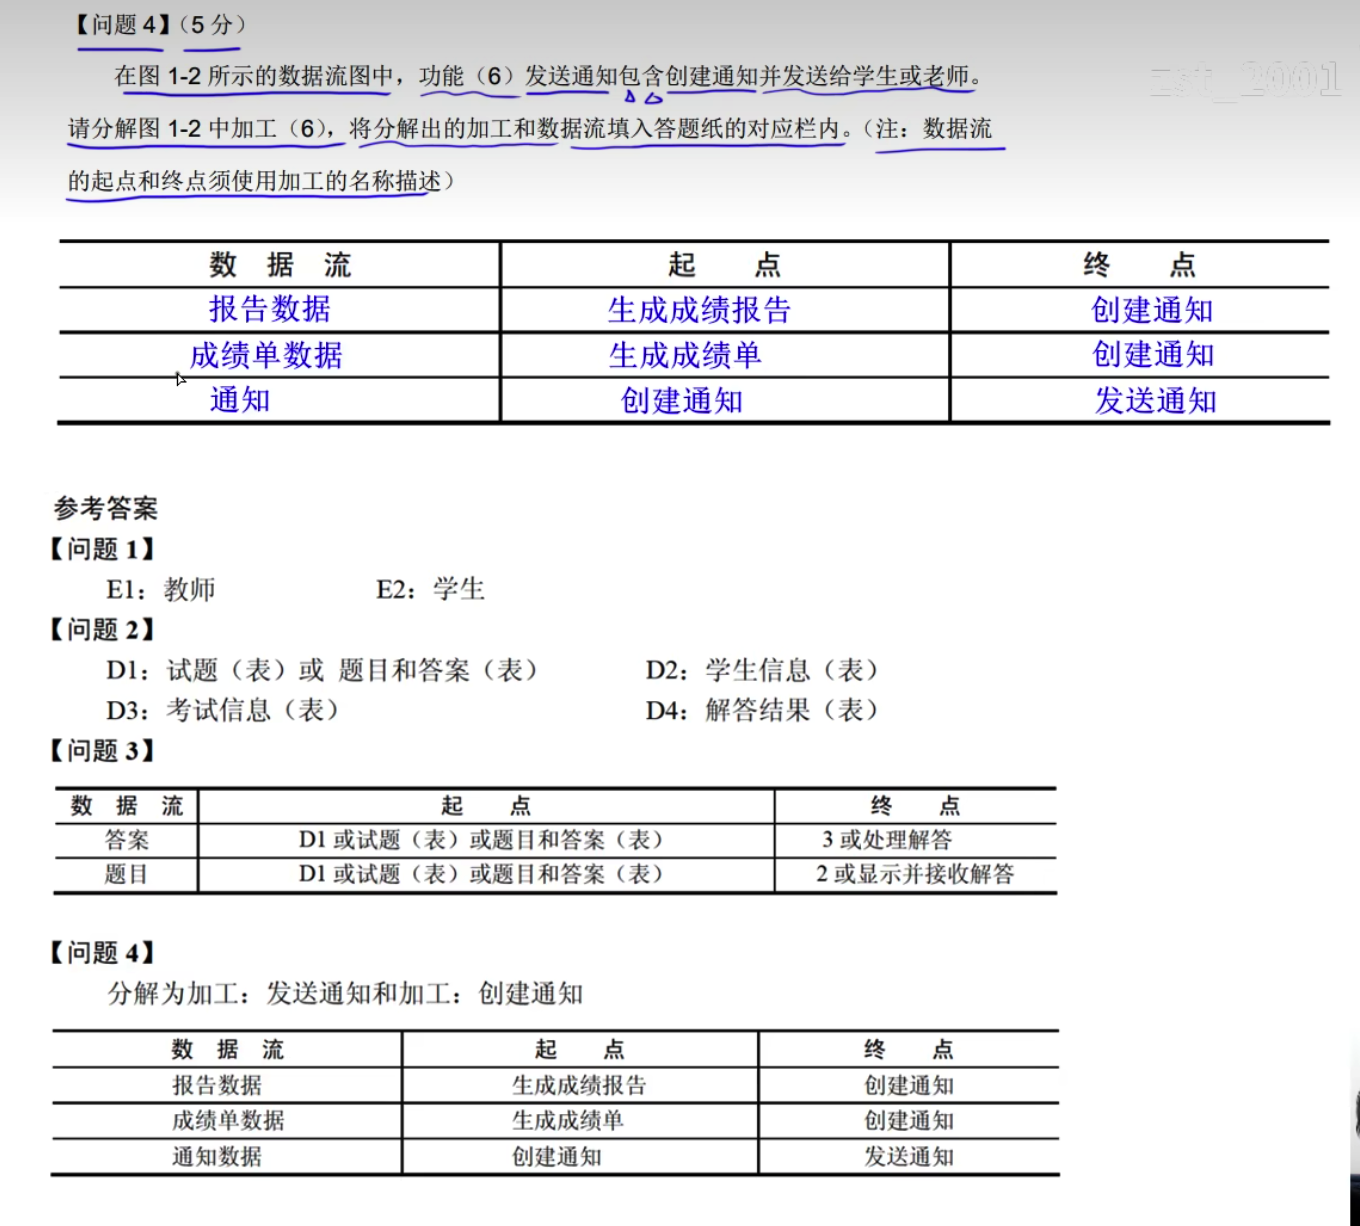 【问题 4】(5 分)
在图 1-2 所示的数据流图中，功能（6）发送通知包含创建通知并发送给学生或老师。
请分解图 1-2 中加工（6），将分解出的加工和数据流填入答题纸的对应栏内。（注：数据流
的起点和终点须使用加工的名称描述）
zst_2001
数 据 流 起 点 终 点
报告数据 生成成绩报告 创建通知
成绩单数据 生成成绩单 创建通知
通知 创建通知 发送通知
参考答案
【问题 1】
E1：教师 E2：学生
【问题 2】
D1：试题（表）或 题目和答案（表） D2：学生信息（表）
D3：考试信息（表） D4：解答结果（表）
【问题 3】
数 据 流 起 点 终 点
答案 D1 或试题（表）或题目和答案（表） 3 或处理解答
题目 D1 或试题（表）或题目和答案（表） 2 或显示并接收解答
【问题 4】
分解为加工：发送通知和加工：创建通知
数 据 流 起 点 终 点
报告数据 生成成绩报告 创建通知
成绩单数据 生成成绩单 创建通知
通知数据 创建通知 发送通知